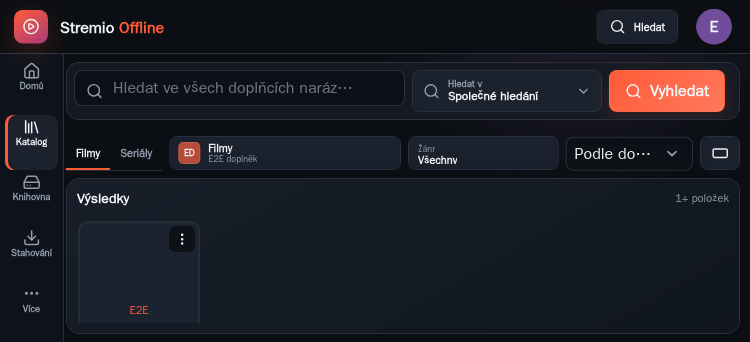 Stremio Offline
Hledat
E
Domů
Katalog
Knihovna
Stahování
Více
Hledat ve všech doplňcích naráz…
Hledat v
Společné hledání
Vyhledat
Filmy
Seriály
ED
Filmy
E2E doplněk
Žánr
Všechny
Podle do…
Výsledky
1+ položek
E2E